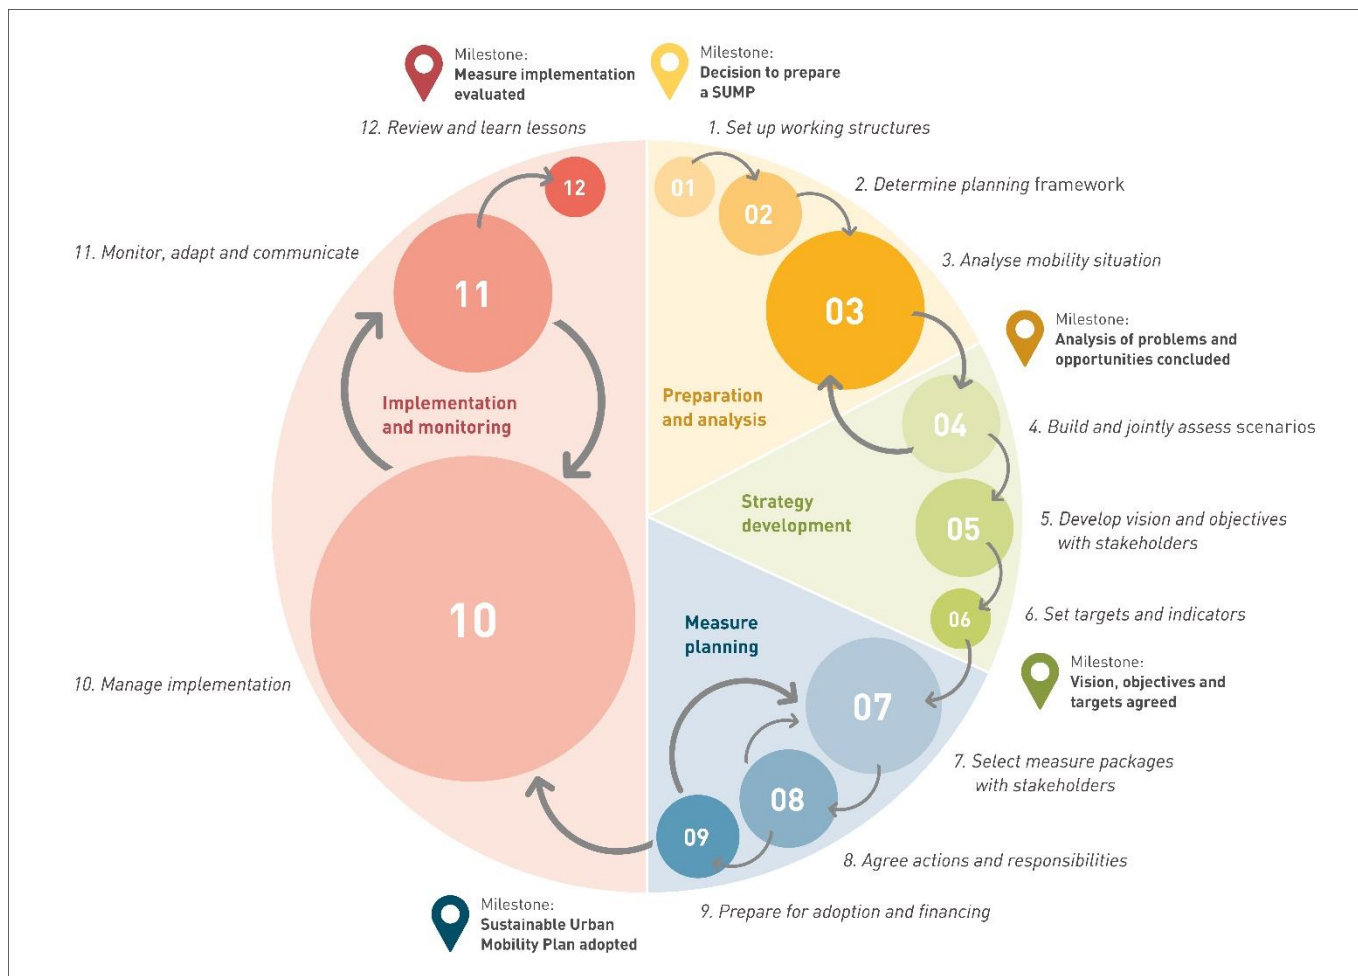 Milestone:
Measure implementation
evaluated
Milestone:
Decision to prepare
a SUMP
12. Review and learn lessons
1. Set up working structures
12
01
02
2. Determine planning framework
11. Monitor, adapt and communicate
11
03
3. Analyse mobility situation
Milestone:
Analysis of problems and
opportunities concluded
Implementation
and monitoring
Preparation
and analysis
04
4. Build and jointly assess scenarios
Strategy
development
05
5. Develop vision and objectives
with stakeholders
10
06
6. Set targets and indicators
Measure
planning
Milestone:
Vision, objectives and
targets agreed
10. Manage implementation
07
7. Select measure packages
with stakeholders
08
09
8. Agree actions and responsibilities
Milestone:
Sustainable Urban
Mobility Plan adopted
9. Prepare for adoption and financing